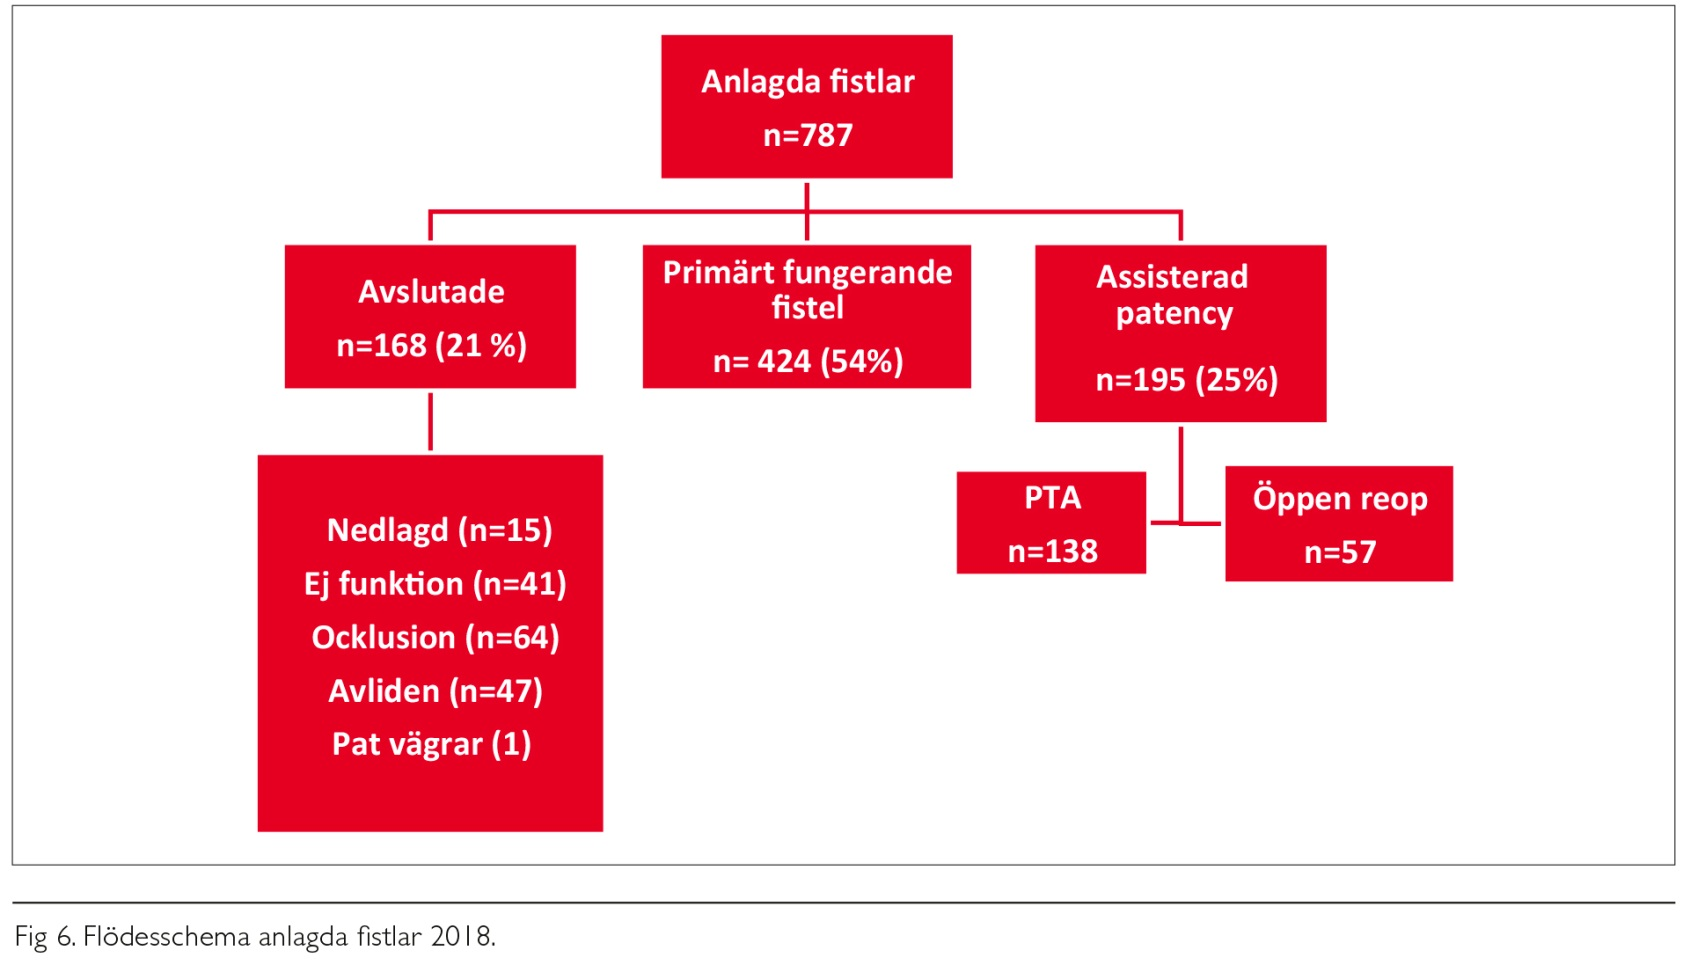 Anlagda fistlar
n=787
Avslutade
n=168 (21 %)
Primärt fungerande
fistel
n= 424 (54%)
Assisterad
patency
n=195 (25%)
Nedlagd (n=15)
Ej funktion (n=41)
Ocklusion (n=64)
Avliden (n=47)
Pat vägrar (1)
PTA
n=138
Öppen reop
n=57
Fig 6. Flödesschema anlagda fistlar 2018.